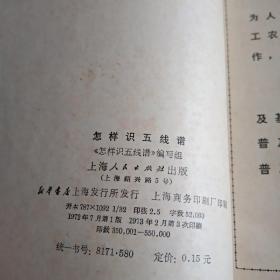 怎样识五线谱
《怎样识五线谱》编写组
上海人民出版社出版
(上海绍兴路5号)
新华书店上海发行所发行 上海商务印刷厂印刷
开本787×1092 1/32 印张2.5 字数52,000
1972年7月第1版 1973年2月第3次印刷
印数350,001—550,000
统一书号:8171·580 定价:0.15元
为人
工农
作,
及基
普及
普